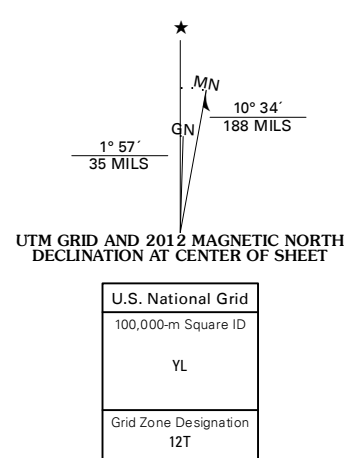 ★
MN
10° 34´
188 MILS
GN
1° 57´
35 MILS
UTM GRID AND 2012 MAGNETIC NORTH
DECLINATION AT CENTER OF SHEET
U.S. National Grid
100,000-m Square ID
YL
Grid Zone Designation
12T